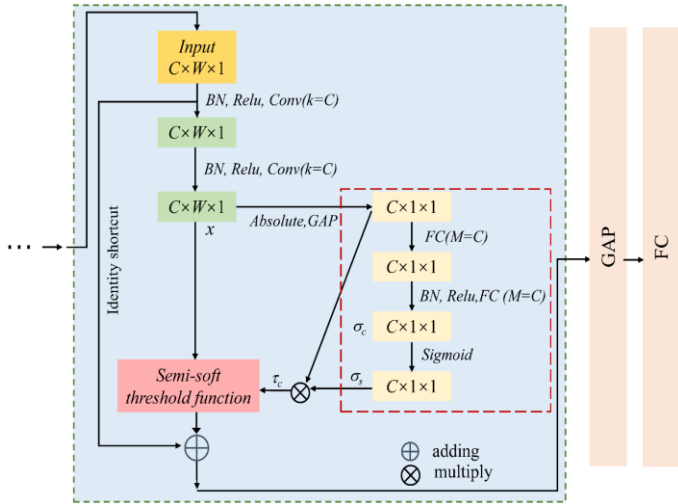 Input
C×W×1
BN, Relu, Conv(k=C)
C×W×1
BN, Relu, Conv(k=C)
C×W×1
x
Absolute,GAP
C×1×1
FC(M=C)
C×1×1
BN, Relu,FC (M=C)
σc
C×1×1
Sigmoid
σs
C×1×1
τc
Semi-soft
threshold function
Identity shortcut
adding
multiply
GAP
FC